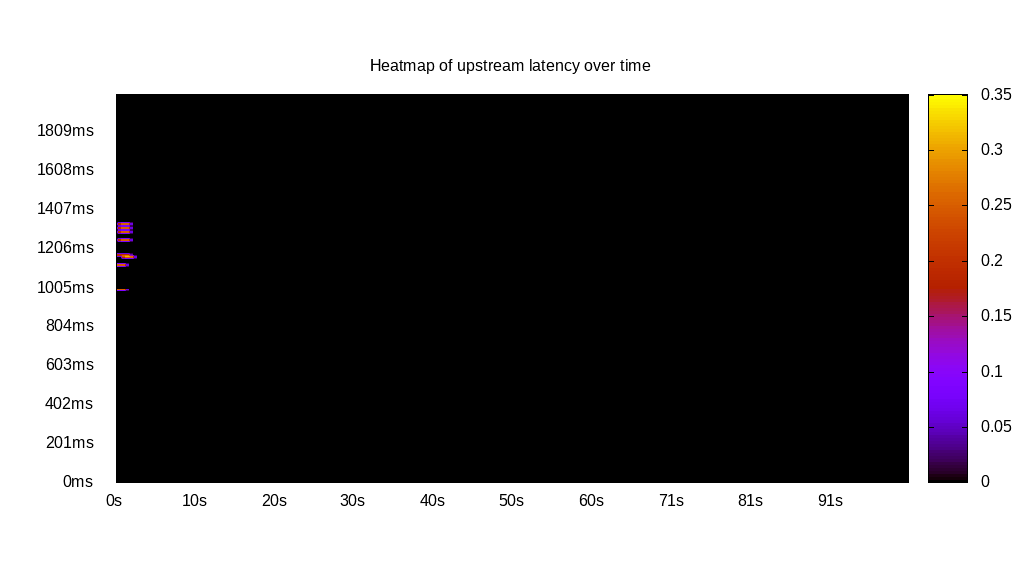 Heatmap of upstream latency over time
1809ms
1608ms
1407ms
1206ms
1005ms
804ms
603ms
402ms
201ms
0ms
0s 10s 20s 30s 40s 50s 60s 71s 81s 91s
0.35
0.3
0.25
0.2
0.15
0.1
0.05
0